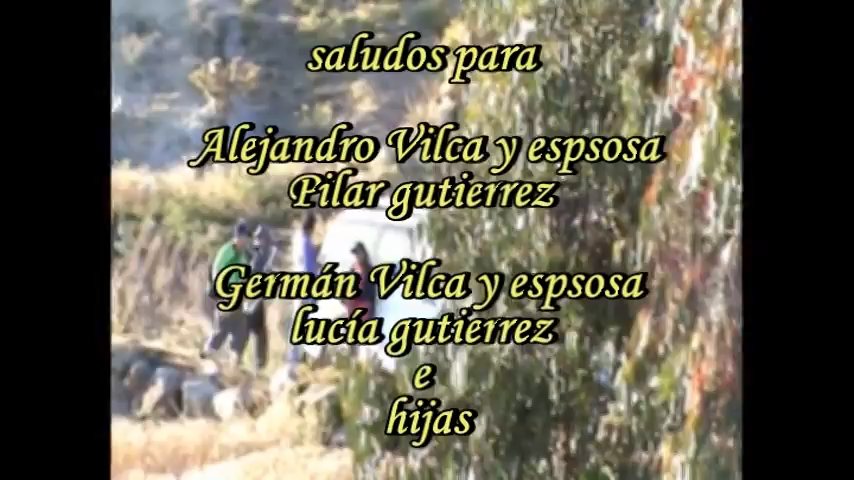 saludos para
Alejandro Vilca y espsosa
Pilar gutierrez
Germán Vilca y espsosa
lucía gutierrez
e
hijas